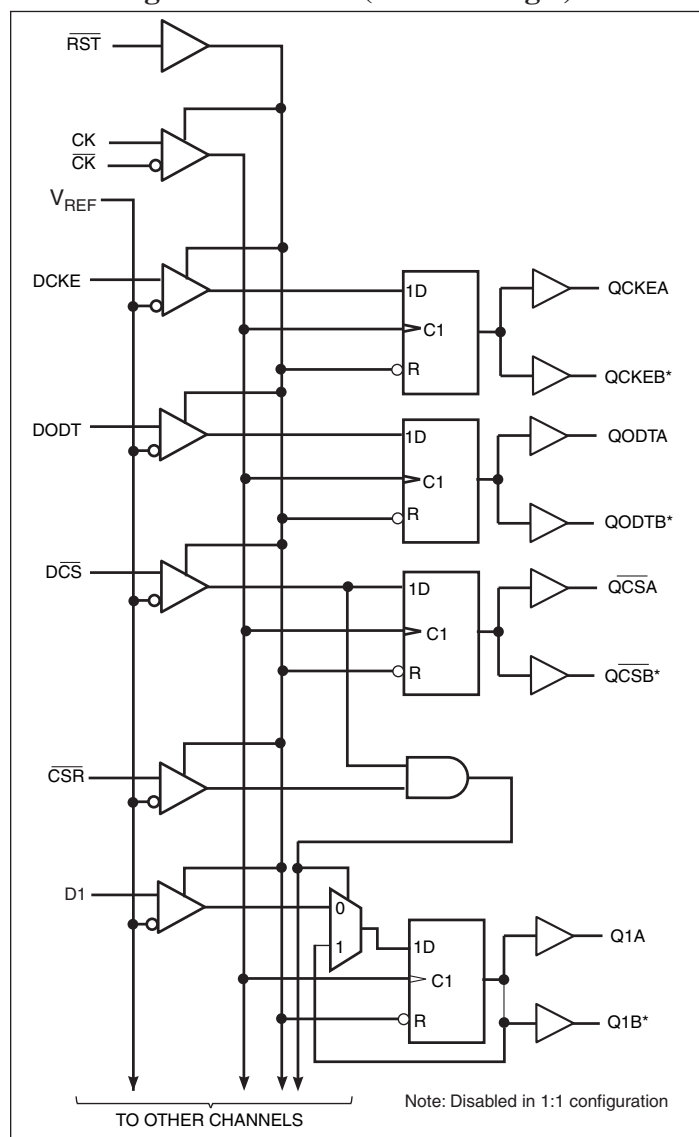 RST
CK
CK
VREF
DCKE
1D
C1
R
QCKEA
QCKEB*
DODT
1D
C1
R
QODTA
QODTB*
DCS
1D
C1
R
QCSA
QCSB*
CSR
D1
0
1
1D
C1
R
Q1A
Q1B*
TO OTHER CHANNELS
Note: Disabled in 1:1 configuration